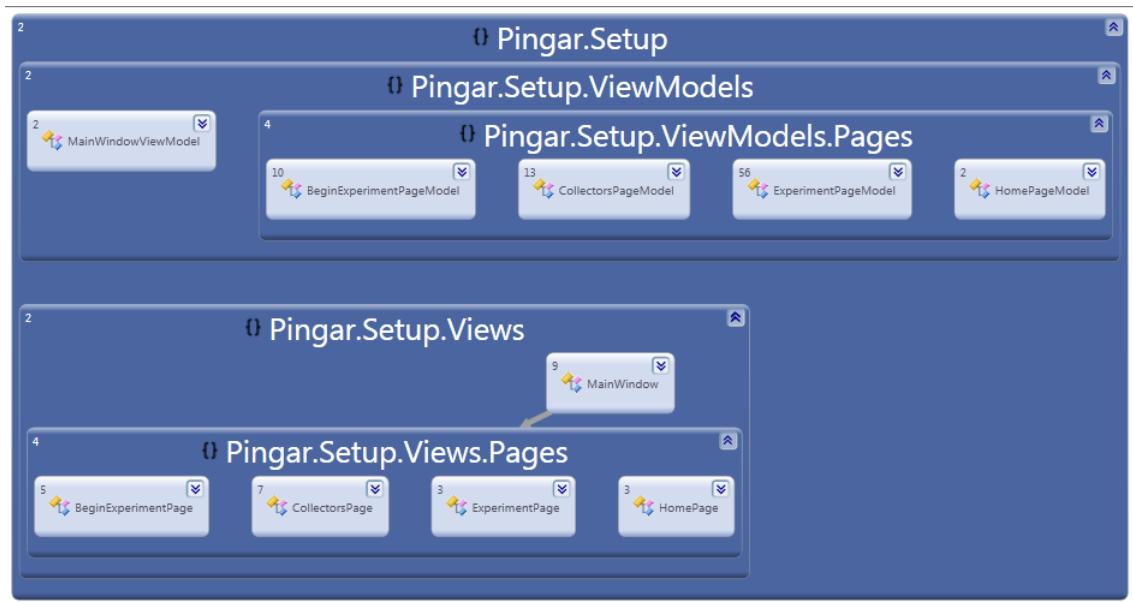 2
{} Pingar.Setup
2
{} Pingar.Setup.ViewModels
2 MainWindowViewModel
4
{} Pingar.Setup.ViewModels.Pages
10 BeginExperimentPageModel
13 CollectorsPageModel
56 ExperimentPageModel
2 HomePageModel
2
{} Pingar.Setup.Views
9 MainWindow
4
{} Pingar.Setup.Views.Pages
5 BeginExperimentPage
7 CollectorsPage
3 ExperimentPage
3 HomePage